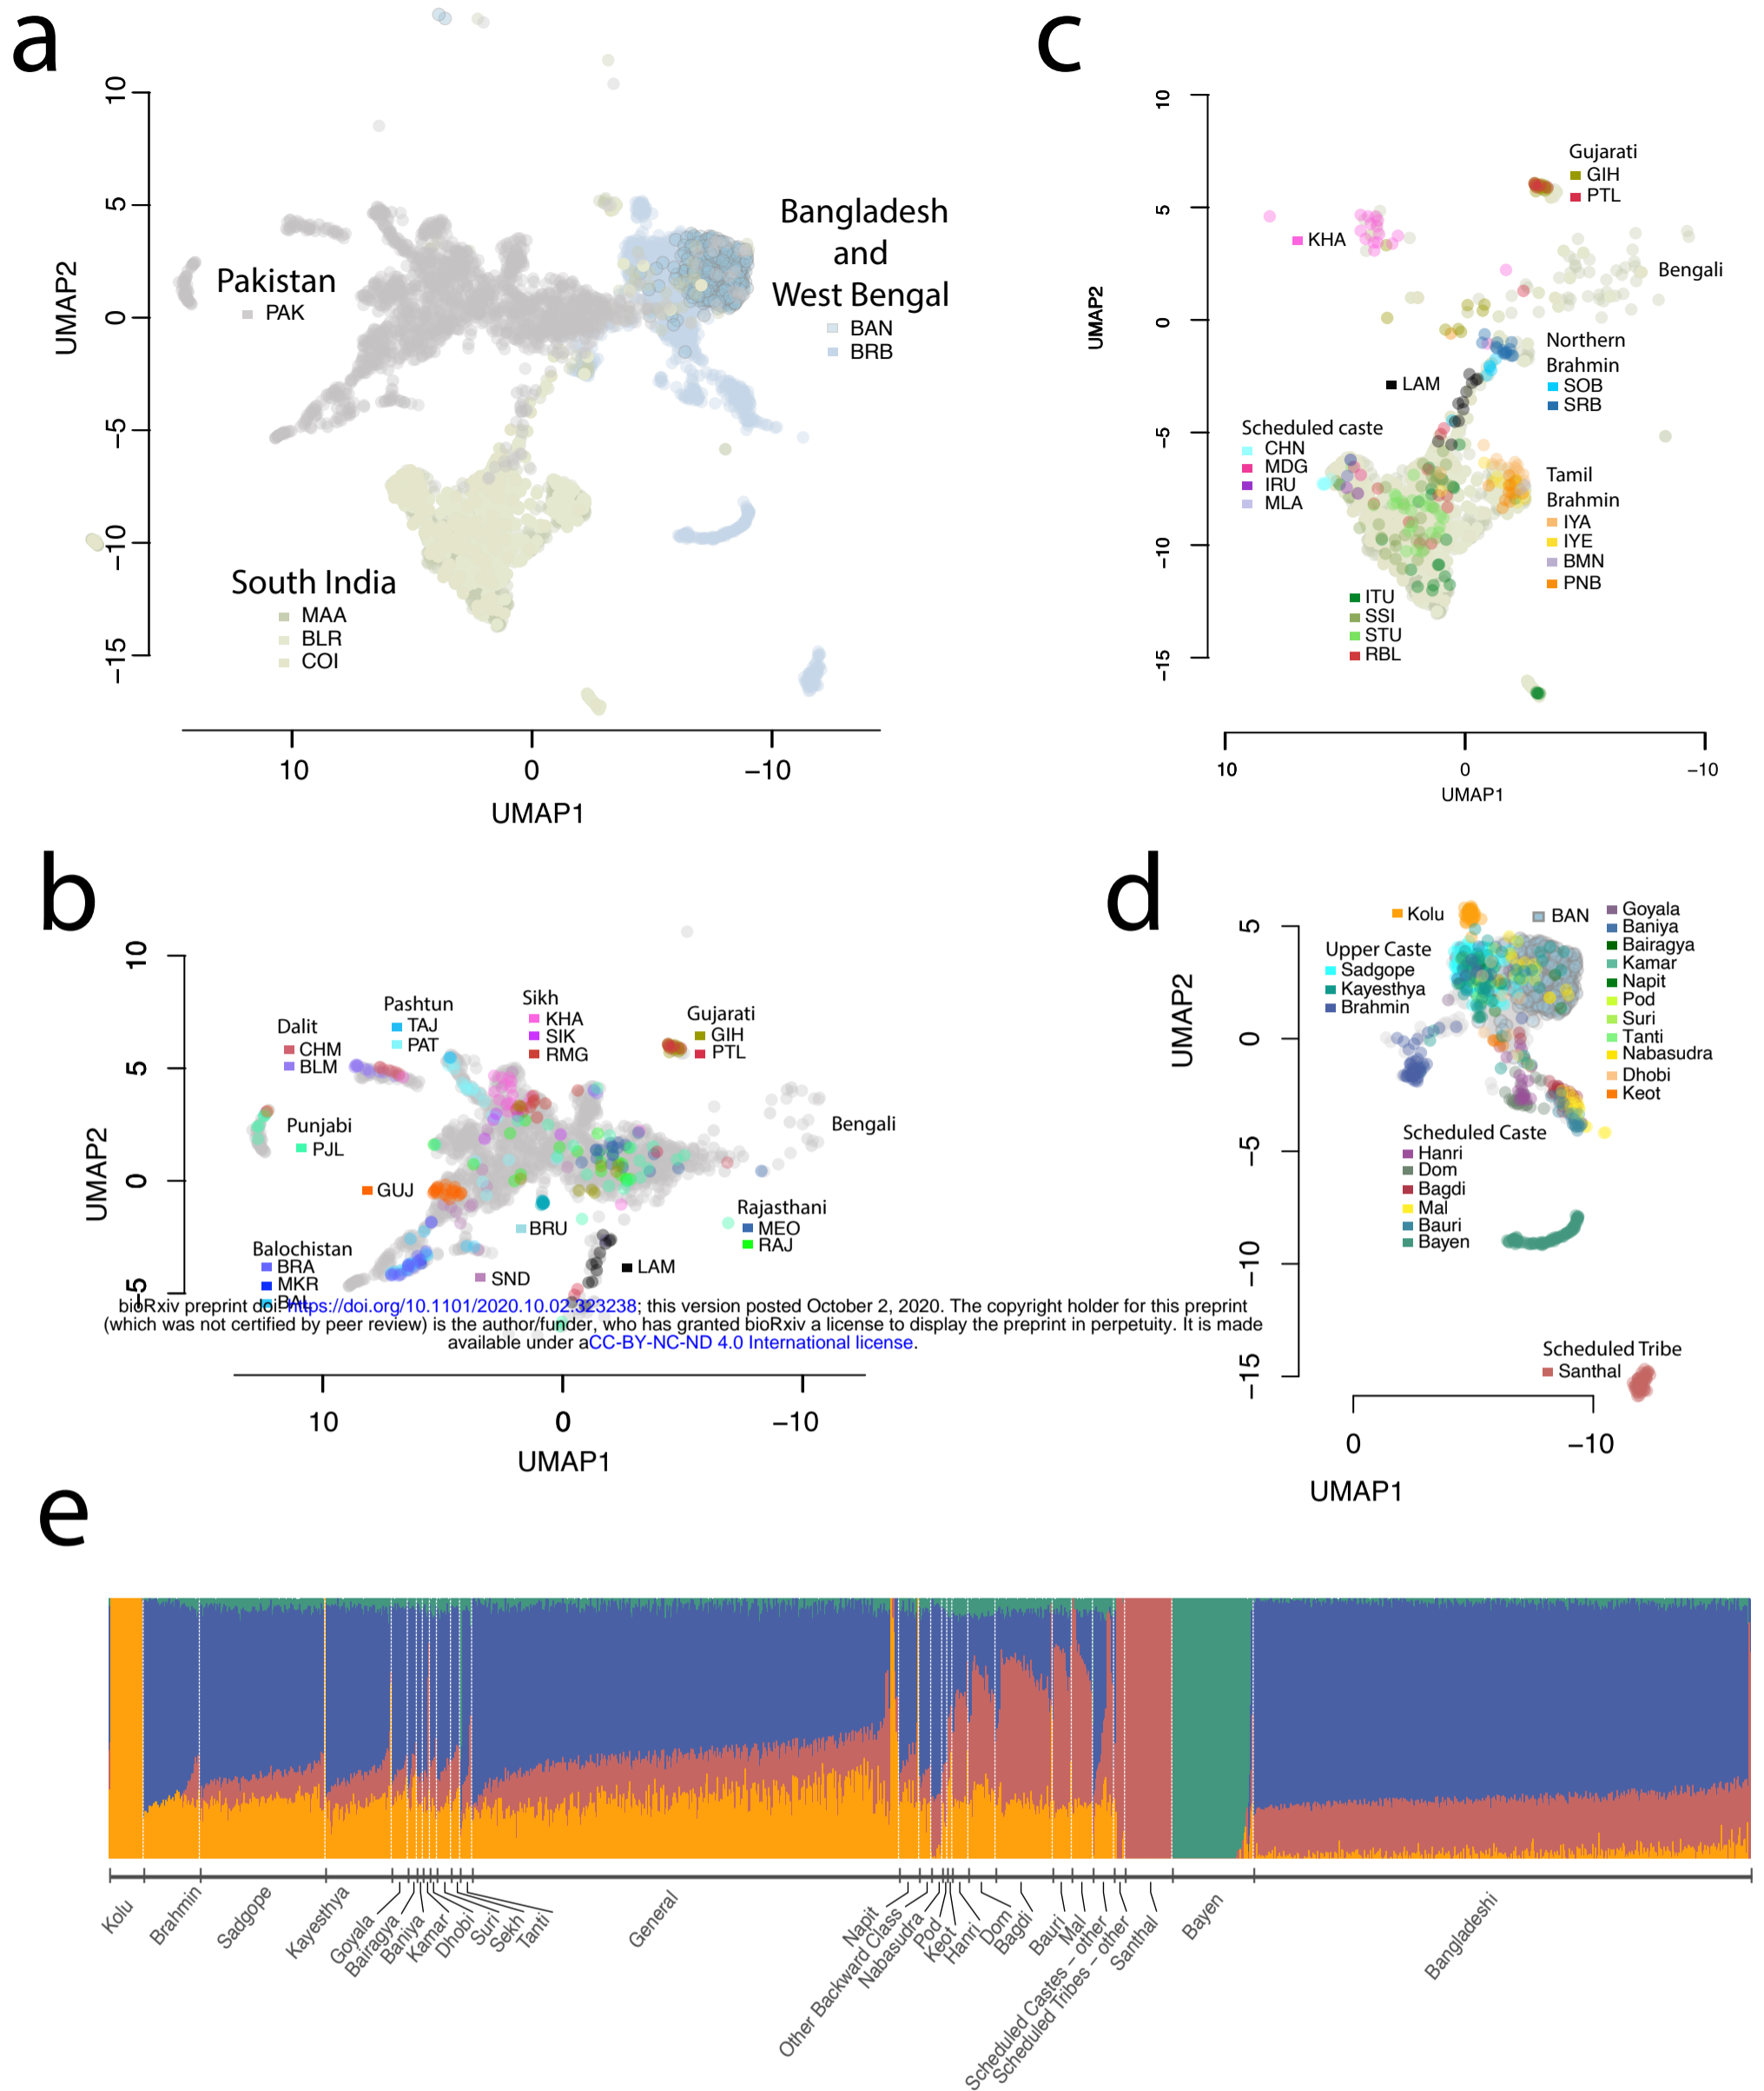 a
10
5
0
−5
−10
−15
UMAP2
Pakistan
PAK
Bangladesh
and
West Bengal
BAN
BRB
South India
MAA
BLR
COI
10
0
−10
UMAP1
c
10
5
0
−5
−10
−15
UMAP2
Gujarati
GIH
PTL
KHA
Bengali
Northern
Brahmin
SOB
SRB
LAM
Scheduled caste
CHN
MDG
IRU
MLA
Tamil
Brahmin
IYA
IYE
BMN
PNB
ITU
SSI
STU
RBL
10
0
−10
UMAP1
b
10
5
0
−5
UMAP2
Dalit
CHM
BLM
Pashtun
TAJ
PAT
Sikh
KHA
SIK
RMG
Gujarati
GIH
PTL
Punjabi
PJL
Bengali
GUJ
BRU
Rajasthani
MEO
RAJ
Balochistan
BRA
MKR
BAL
SND
LAM
bioRxiv preprint doi: https://doi.org/10.1101/2020.10.02.323238; this version posted October 2, 2020. The copyright holder for this preprint
(which was not certified by peer review) is the author/funder, who has granted bioRxiv a license to display the preprint in perpetuity. It is made
available under aCC-BY-NC-ND 4.0 International license.
10
0
−10
UMAP1
d
5
0
−5
−10
−15
UMAP2
Kolu
BAN
Upper Caste
Sadgope
Kayesthya
Brahmin
Goyala
Baniya
Bairagya
Kamar
Napit
Pod
Suri
Tanti
Nabasudra
Dhobi
Keot
Scheduled Caste
Hanri
Dom
Bagdi
Mal
Bauri
Bayen
Scheduled Tribe
Santhal
0
−10
UMAP1
e
Kolu
Brahmin
Sadgope
Kayesthya
Goyala
Bairagya
Baniya
Kamar
Dhobi
Suri
Sekh
Tanti
General
Napit
Other Backward Class
Nabasudra
Pod
Keot
Hanri
Dom
Bagdi
Bauri
Mal
Scheduled Castes − other
Scheduled Tribes − other
Santhal
Bayen
Bangladeshi